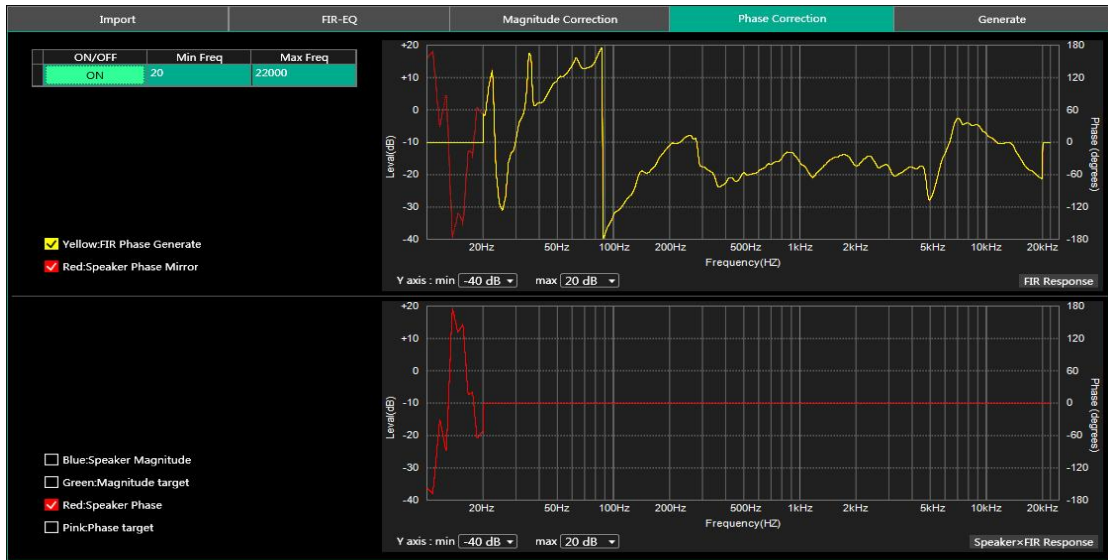 Import FIR-EQ Magnitude Correction Phase Correction Generate
ON/OFF Min Freq Max Freq
ON 20 22000
Yellow:FIR Phase Generate
Red:Speaker Phase Mirror
+20 180
+10 120
0 60
-10 0
-20 -60
-30 -120
-40 -180
Leval(dB)
Phase (degrees)
20Hz 50Hz 100Hz 200Hz 500Hz 1kHz 2kHz 5kHz 10kHz 20kHz
Frequency(HZ)
Y axis : min -40 dB max 20 dB FIR Response
+20 180
+10 120
0 60
-10 0
-20 -60
-30 -120
-40 -180
Leval(dB)
Phase (degrees)
Blue:Speaker Magnitude
Green:Magnitude target
Red:Speaker Phase
Pink:Phase target
20Hz 50Hz 100Hz 200Hz 500Hz 1kHz 2kHz 5kHz 10kHz 20kHz
Frequency(HZ)
Y axis : min -40 dB max 20 dB Speaker×FIR Response